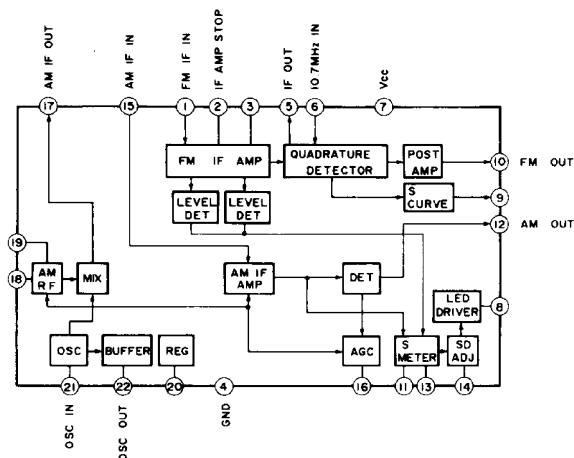 AM IF OUT
AM IF IN
FM IF IN
IF AMP STOP
IF OUT
10.7MHz IN
Vcc
17
15
1
2
3
5
6
7
FM IF AMP
QUADRATURE
DETECTOR
POST
AMP
10 FM OUT
LEVEL
DET
LEVEL
DET
S
CURVE
9
12 AM OUT
19
18
AM
RF
MIX
AM IF
AMP
DET
LED
DRIVER
8
OSC
BUFFER
REG
AGC
S
METER
SD
ADJ
21
22
20
4
16
11
13
14
OSC IN
OSC OUT
GND